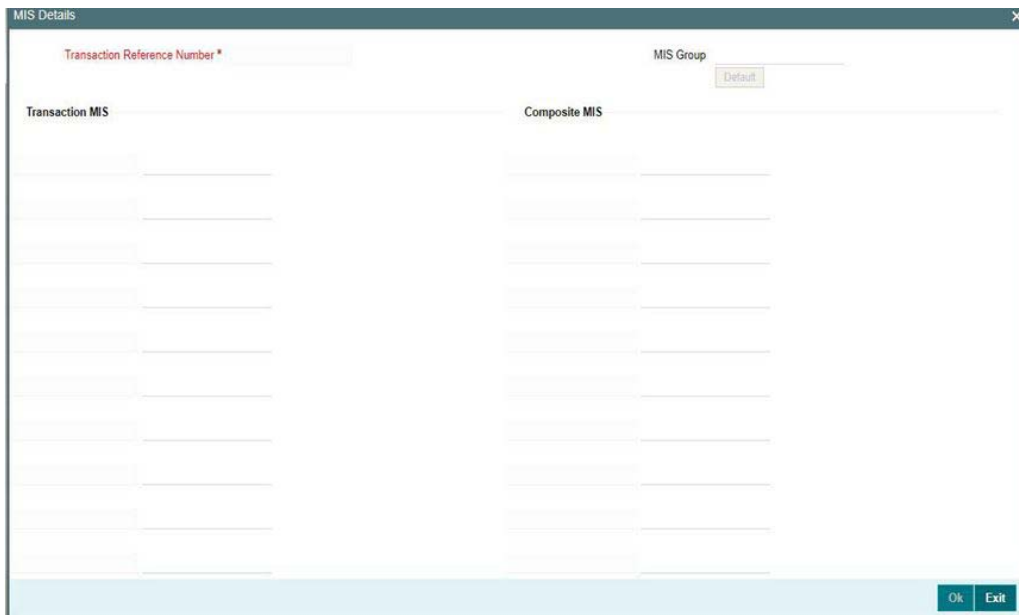 MIS Details
Transaction Reference Number *
MIS Group
Default
Transaction MIS
Composite MIS
Ok
Exit